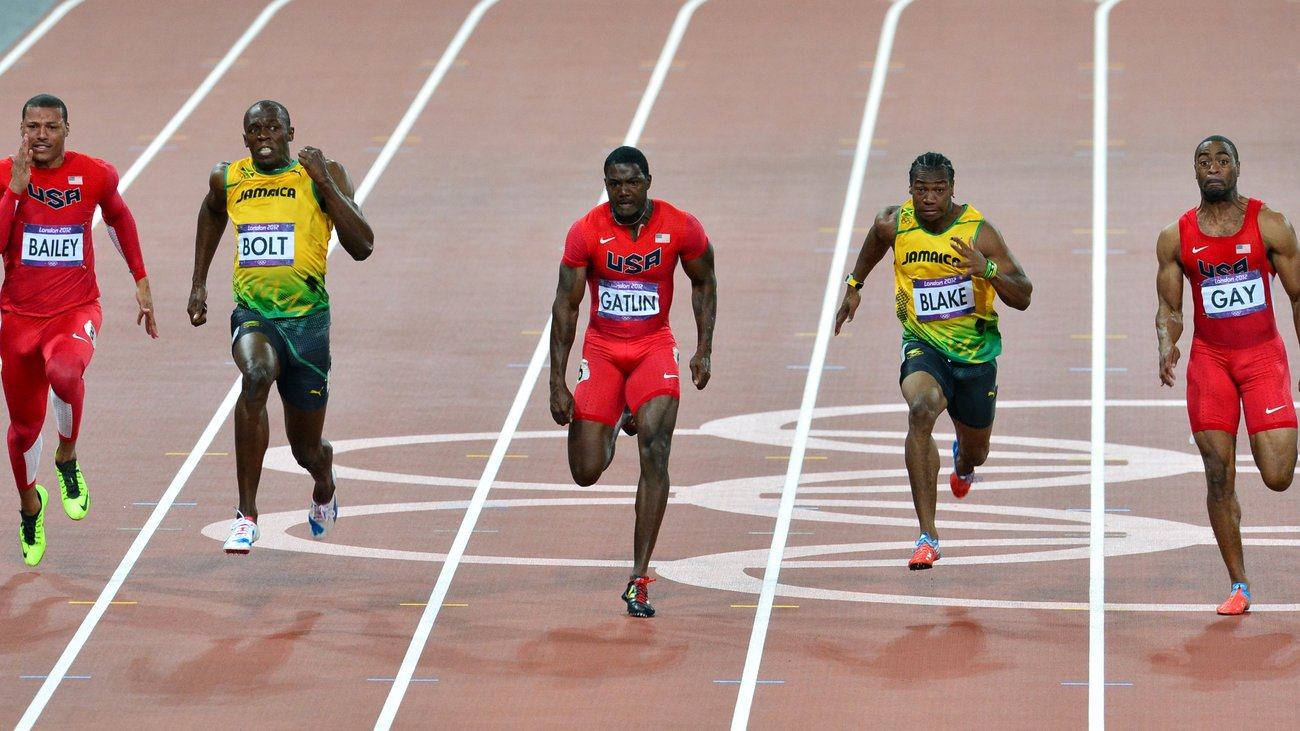 USA
London 2012
BAILEY
JAMAICA
London 2012
BOLT
USA
London 2012
GATLIN
JAMAICA
London 2012
BLAKE
USA
London 2012
GAY